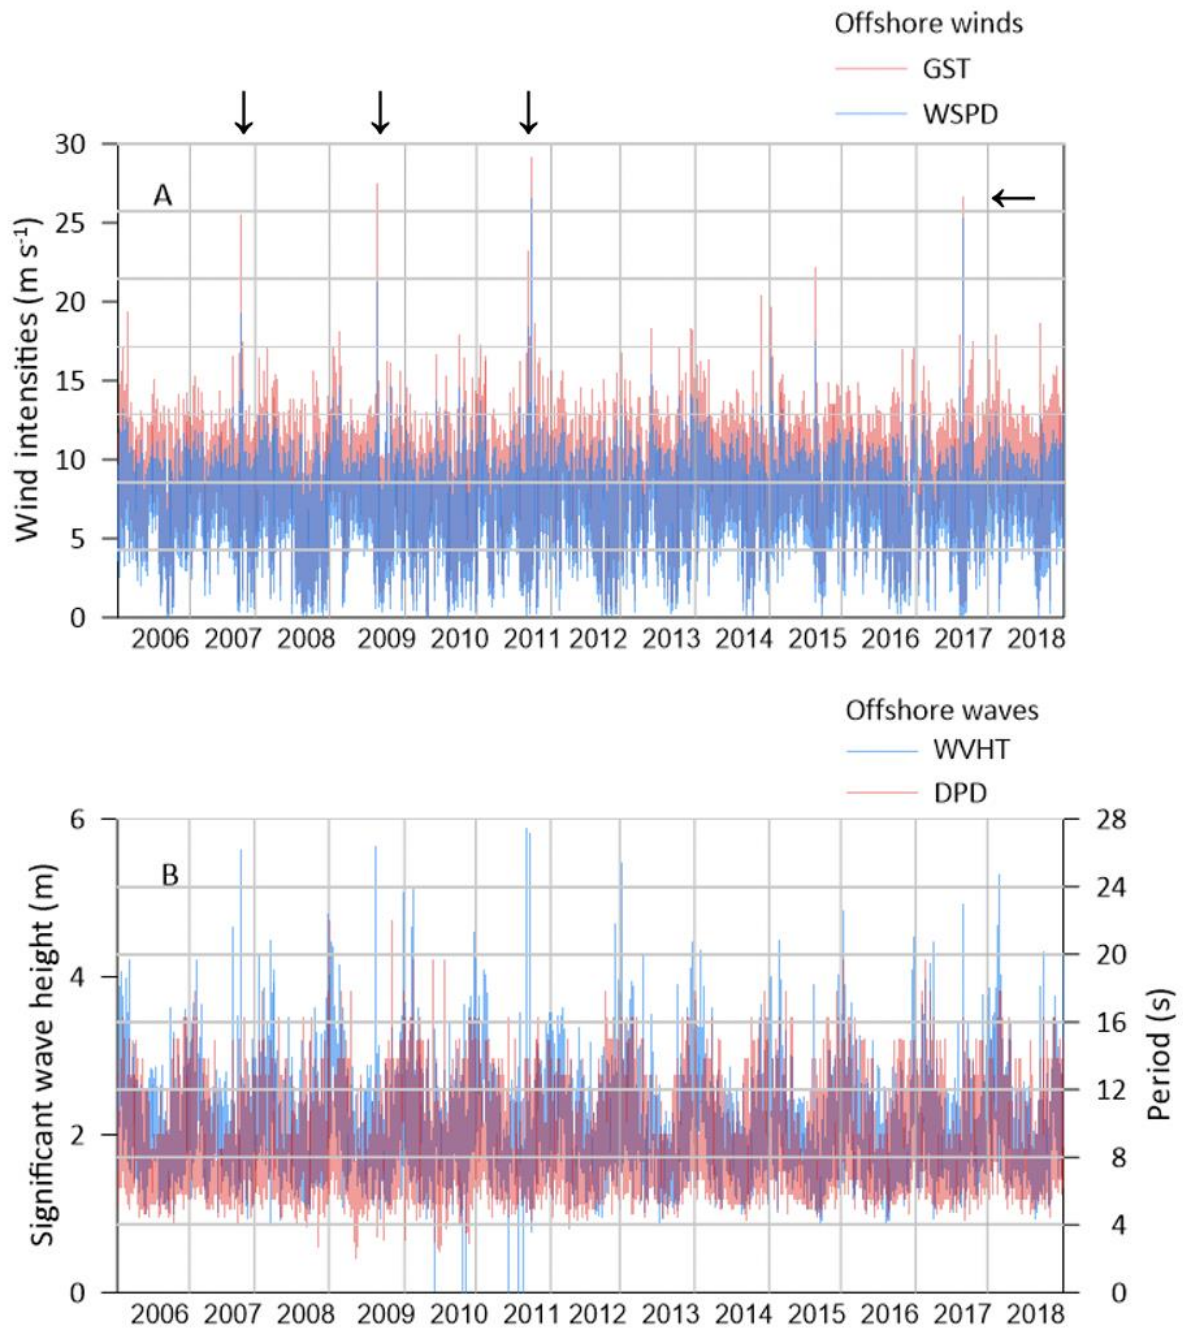 Offshore winds
GST
WSPD
30
25
20
15
10
5
0
A
Wind intensities (m s-1)
2006 2007 2008 2009 2010 2011 2012 2013 2014 2015 2016 2017 2018
Offshore waves
WVHT
DPD
6
4
2
0
B
Significant wave height (m)
28
24
20
16
12
8
4
0
Period (s)
2006 2007 2008 2009 2010 2011 2012 2013 2014 2015 2016 2017 2018